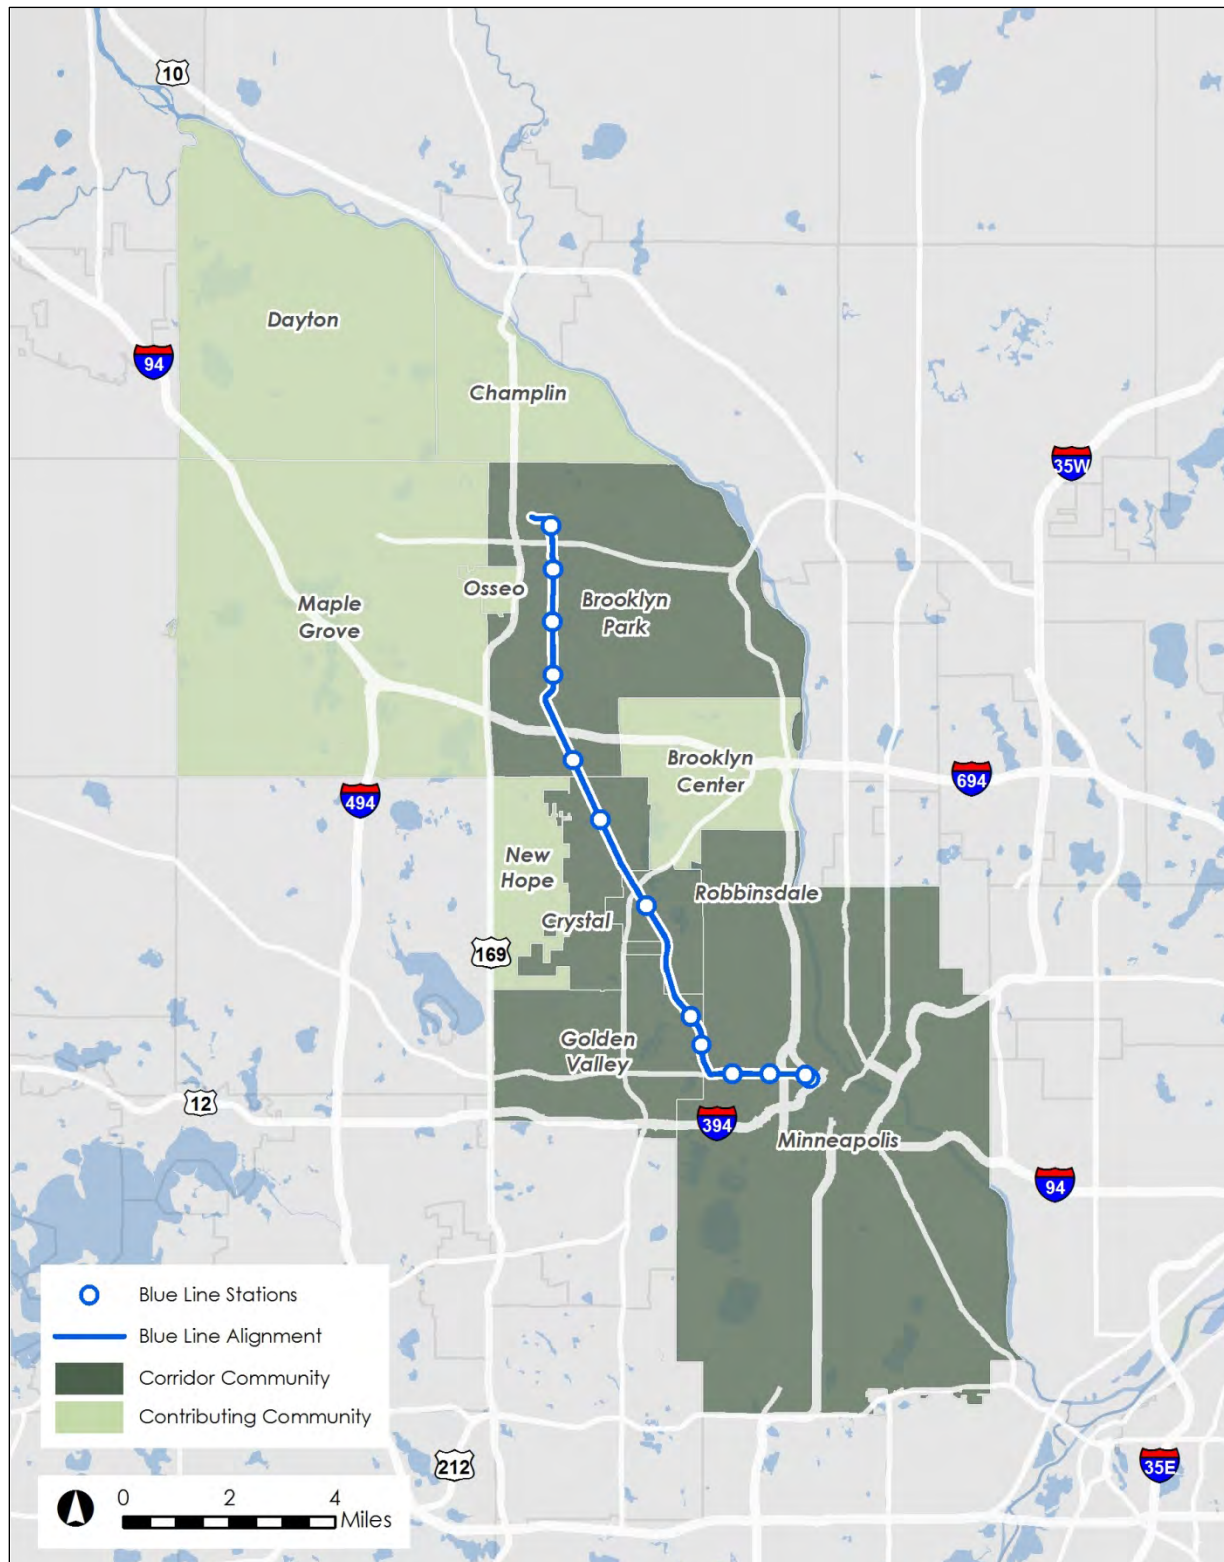 10
Dayton
94
Champlin
35W
Osseo
Maple
Grove
Brooklyn
Park
Brooklyn
Center
694
494
New
Hope
Robbinsdale
Crystal
169
Golden
Valley
12
394
Minneapolis
94
Blue Line Stations
Blue Line Alignment
Corridor Community
Contributing Community
212
35E
0 2 4
Miles